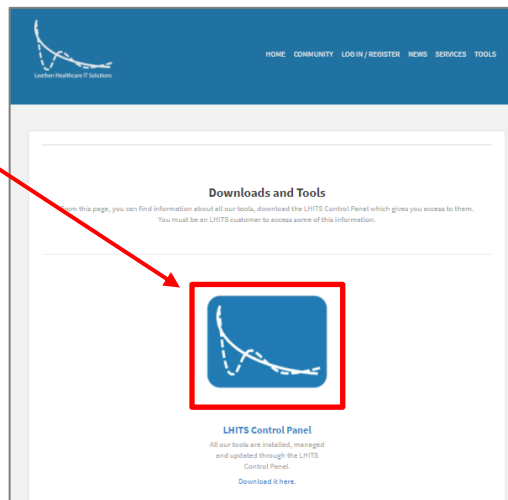 Leathen Healthcare IT Solutions
HOME COMMUNITY LOG IN / REGISTER NEWS SERVICES TOOLS
Downloads and Tools
From this page, you can find information about all our tools, download the LHITS Control Panel which gives you access to them.
You must be an LHITS customer to access some of this information.
LHITS Control Panel
All our tools are installed, managed
and updated through the LHITS
Control Panel.
Download it here.